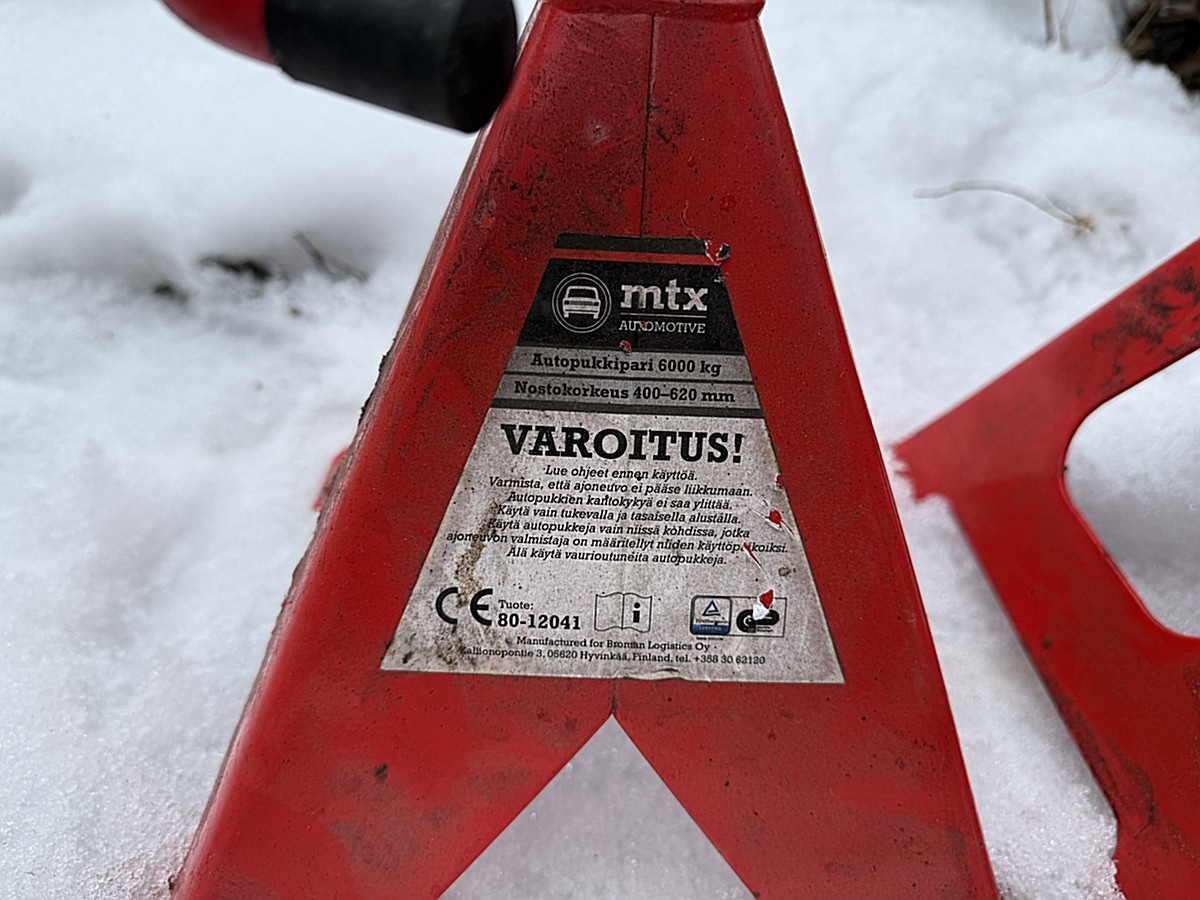 mtx
AUTOMOTIVE
Autopukkipari 6000 kg
Nostokorkeus 400–620 mm
VAROITUS!
Lue ohjeet ennen käyttöä.
Varmista, että ajoneuvo ei pääse liikkumaan.
Autopukkien kantokykyä ei saa ylittää.
Käytä vain tukevalla ja tasaisella alustalla.
Käytä autopukkeja vain niissä kohdissa, jotka
ajoneuvon valmistaja on määritellyt niiden käyttöpaikoiksi.
Älä käytä vaurioutuneita autopukkeja.
CE
Tuote:
80-12041
i
Manufactured for Broman Logistics Oy
Kallionopontie 3, 05620 Hyvinkää, Finland, tel. +358 30 62120